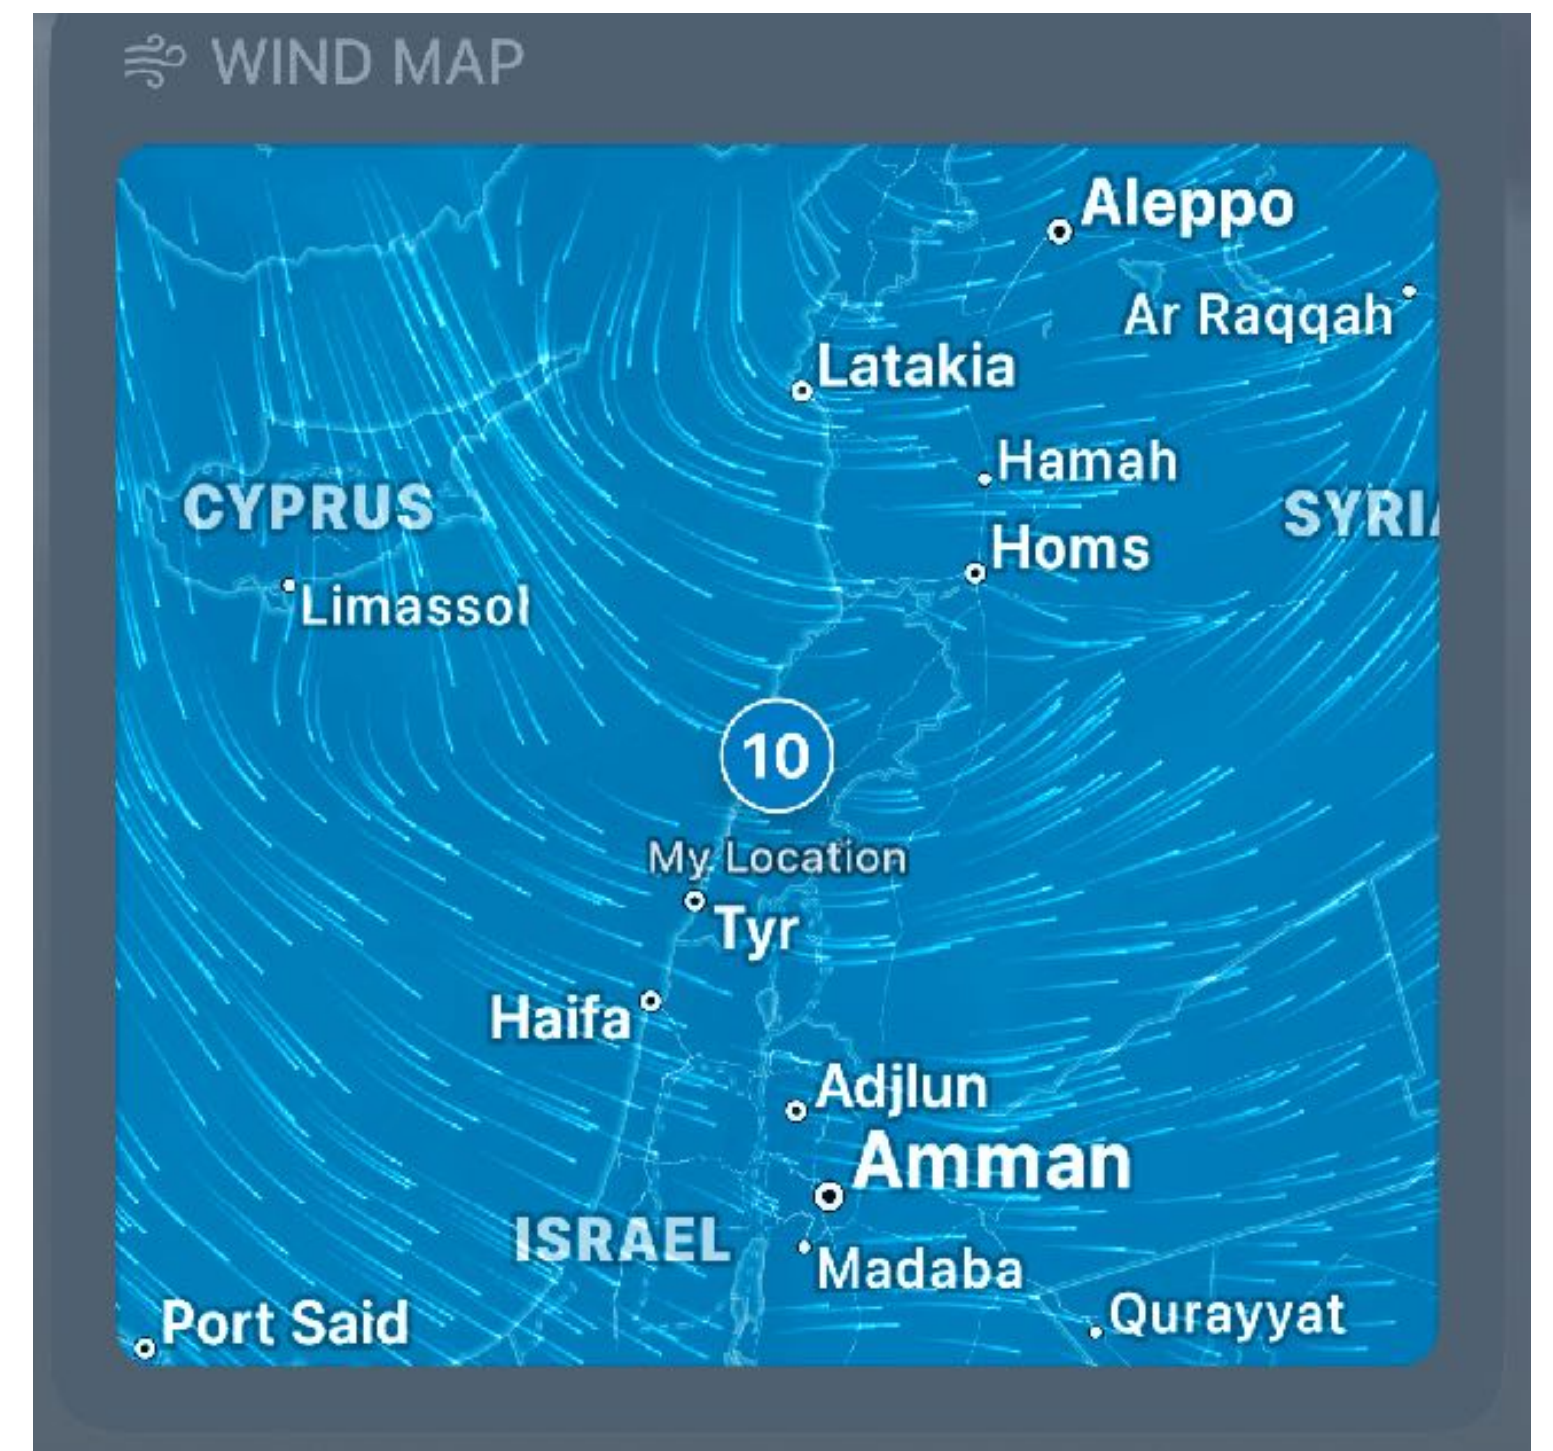 WIND MAP
Aleppo
Ar Raqqah
Latakia
Hamah
CYPRUS
SYRIA
Homs
Limassol
10
My Location
Tyr
Haifa
Adjlun
Amman
ISRAEL
Madaba
Port Said
Qurayyat